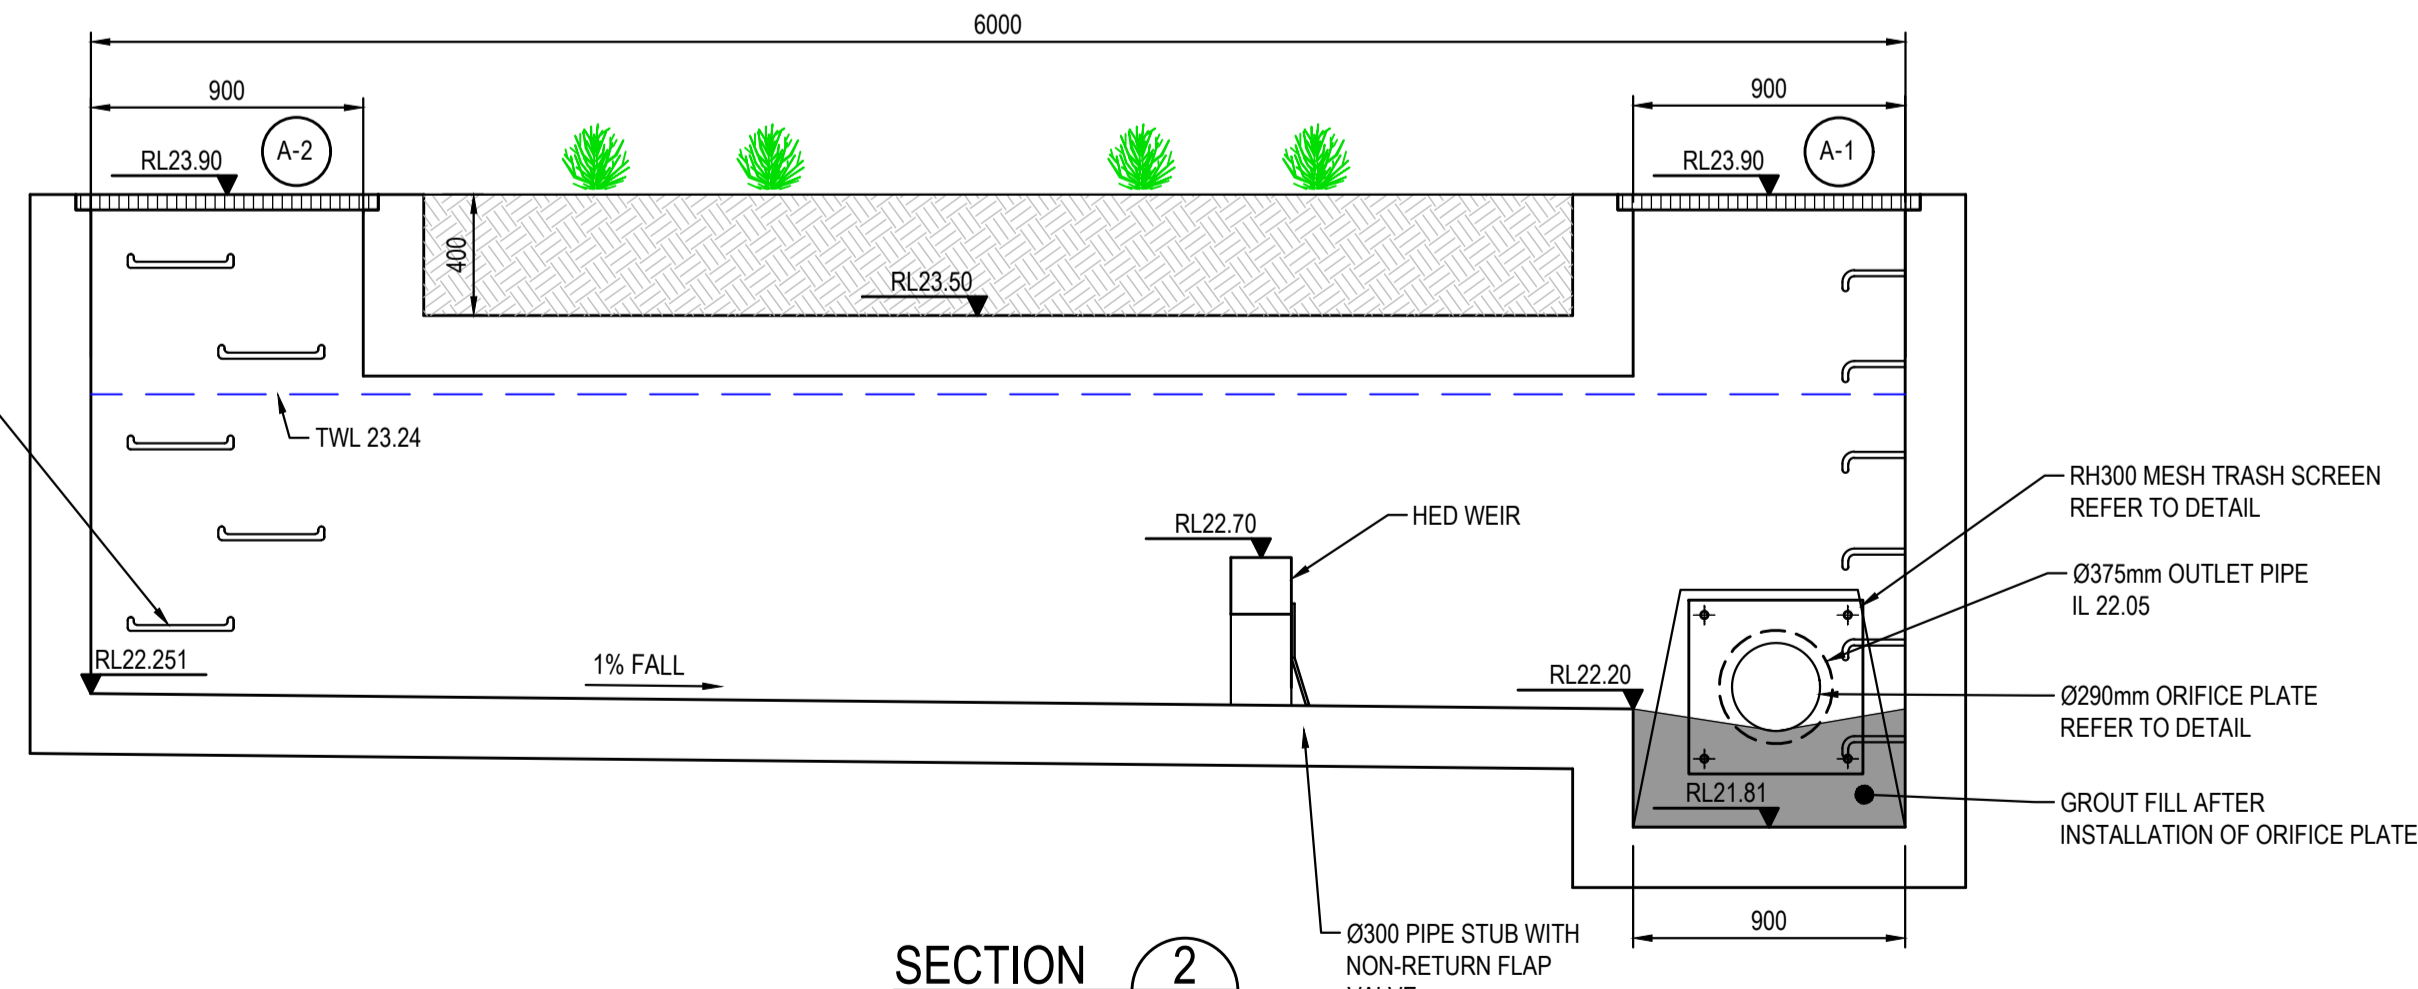 6000
900
900
A-2
A-1
RL23.90
RL23.90
400
RL23.50
TWL 23.24
RH300 MESH TRASH SCREEN
REFER TO DETAIL
RL22.70
HED WEIR
Ø375mm OUTLET PIPE
IL 22.05
RL22.251
1% FALL
RL22.20
Ø290mm ORIFICE PLATE
REFER TO DETAIL
RL21.81
GROUT FILL AFTER
INSTALLATION OF ORIFICE PLATE
900
Ø300 PIPE STUB WITH
NON-RETURN FLAP
VALVE
SECTION 2